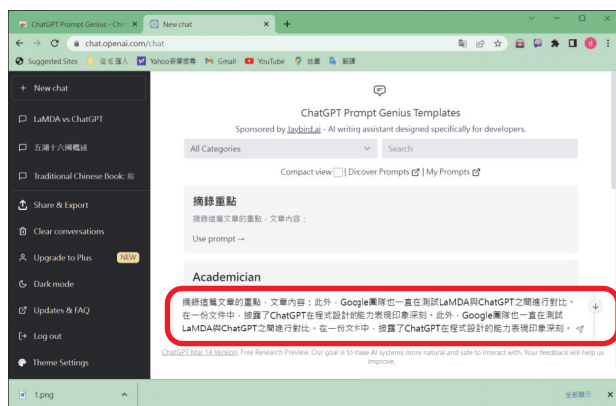 ChatGPT Prompt Genius - Chr
New chat
chat.openai.com/chat
Suggested Sites
從 IE 匯入
Yahoo奇摩搜尋
Gmail
YouTube
地圖
翻譯
+ New chat
LaMDA vs ChatGPT
五湖十六國概述
Traditional Chinese Book:
Share & Export
Clear conversations
Upgrade to Plus NEW
Dark mode
Updates & FAQ
Log out
Theme Settings
ChatGPT Prompt Genius Templates
Sponsored by Jaybird.ai - AI writing assistant designed specifically for developers.
All Categories
Search
Compact view | Discover Prompts | My Prompts
摘錄重點
摘錄這篇文章的重點，文章內容：
Use prompt →
Academician
摘錄這篇文章的重點，文章內容：此外，Google團隊也一直在測試LaMDA與ChatGPT之間進行對比。
在一份文件中，披露了ChatGPT在程式設計的能力表現印象深刻。此外，Google團隊也一直在測試
LaMDA與ChatGPT之間進行對比。在一份文件中，披露了ChatGPT在程式設計的能力表現印象深刻。
ChatGPT Mar 14 Version. Free Research Preview. Our goal is to make AI systems more natural and safe to interact with. Your feedback will help us
improve.
1.png
全部顯示